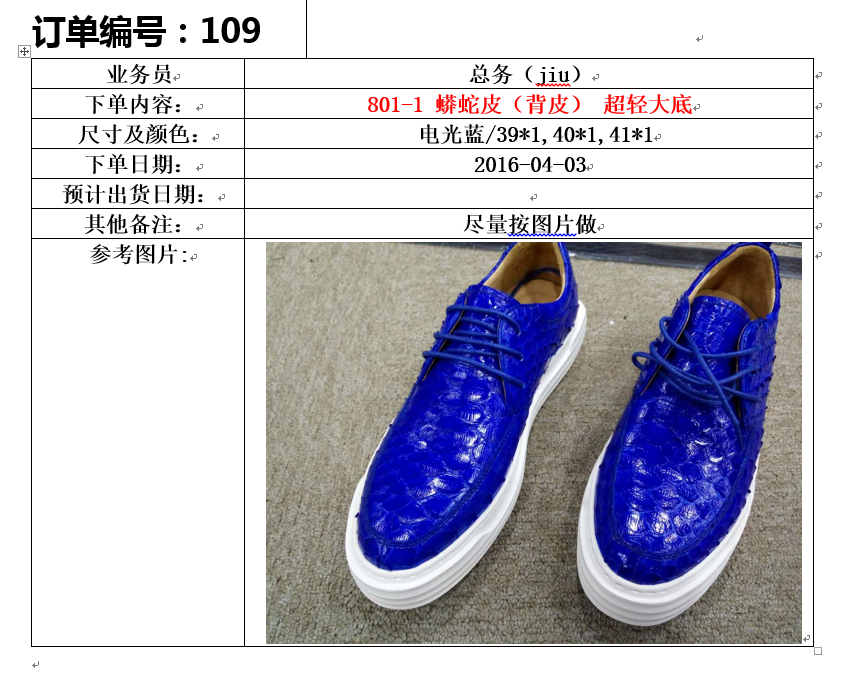 订单编号：109
业务员
总务（jiu）
下单内容：
801-1 蟒蛇皮（背皮） 超轻大底
尺寸及颜色：
电光蓝/39*1,40*1,41*1
下单日期：
2016-04-03
预计出货日期：
其他备注：
尽量按图片做
参考图片: